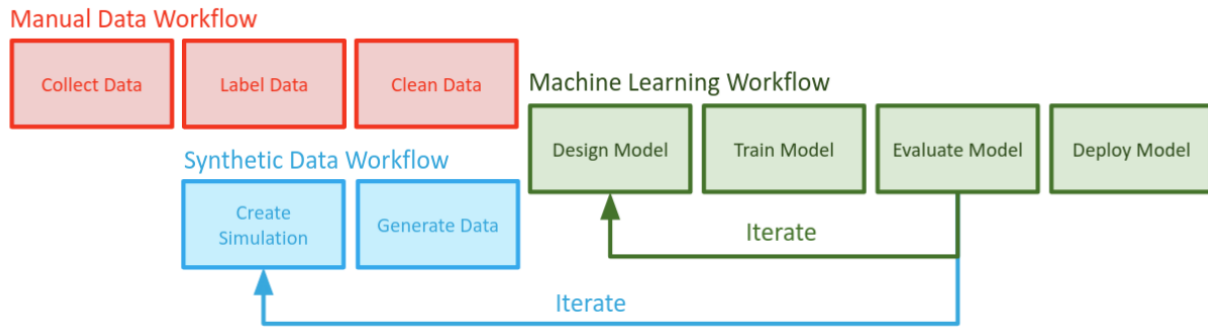 Manual Data Workflow
Collect Data
Label Data
Clean Data
Machine Learning Workflow
Design Model
Train Model
Evaluate Model
Deploy Model
Synthetic Data Workflow
Create
Simulation
Generate Data
Iterate
Iterate